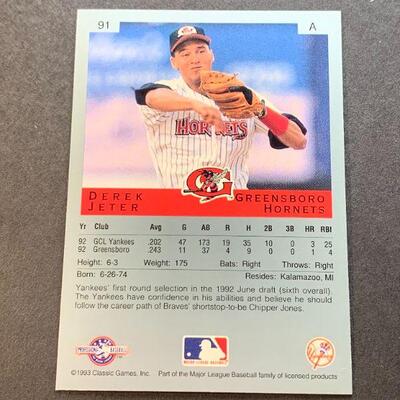 91 A
HORNETS
G
DEREK JETER
GREENSBORO HORNETS
Yr Club Avg G AB R H 2B 3B HR RBI
92 GCL Yankees .202 47 173 19 35 10 0 3 25
92 Greensboro .243 11 37 4 9 0 0 1 4
Height: 6-3 Weight: 175 Bats: Right Throws: Right
Born: 6-26-74 Resides: Kalamazoo, MI
Yankees' first round selection in the 1992 June draft (sixth overall).
The Yankees have confidence in his abilities and believe he should
follow the career path of Braves' shortstop-to-be Chipper Jones.
PROFESSIONAL BASEBALL
MAJOR LEAGUE BASEBALL
©1993 Classic Games, Inc. Part of the Major League Baseball family of licensed products